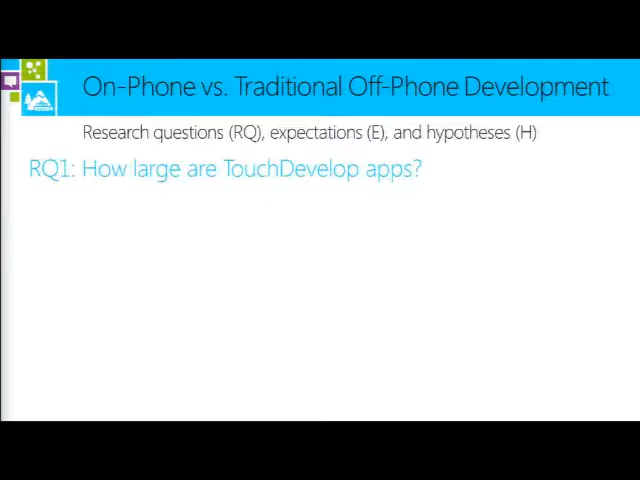 On-Phone vs. Traditional Off-Phone Development
Research questions (RQ), expectations (E), and hypotheses (H)
RQ1: How large are TouchDevelop apps?